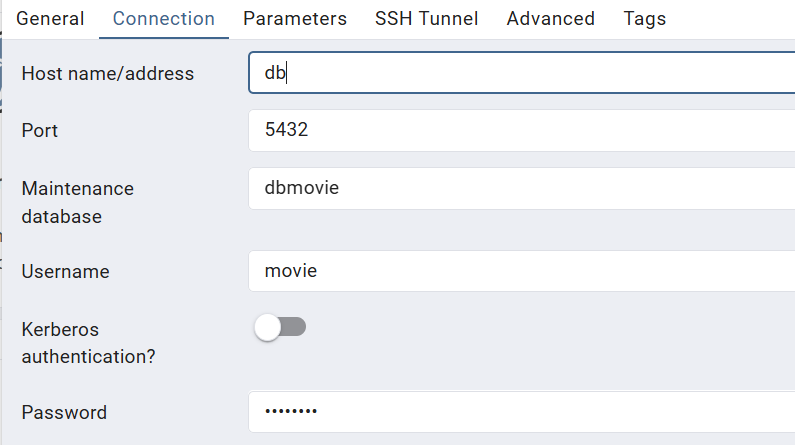 General Connection Parameters SSH Tunnel Advanced Tags
Host name/address db
Port 5432
Maintenance database dbmovie
Username movie
Kerberos authentication?
Password ••••••••